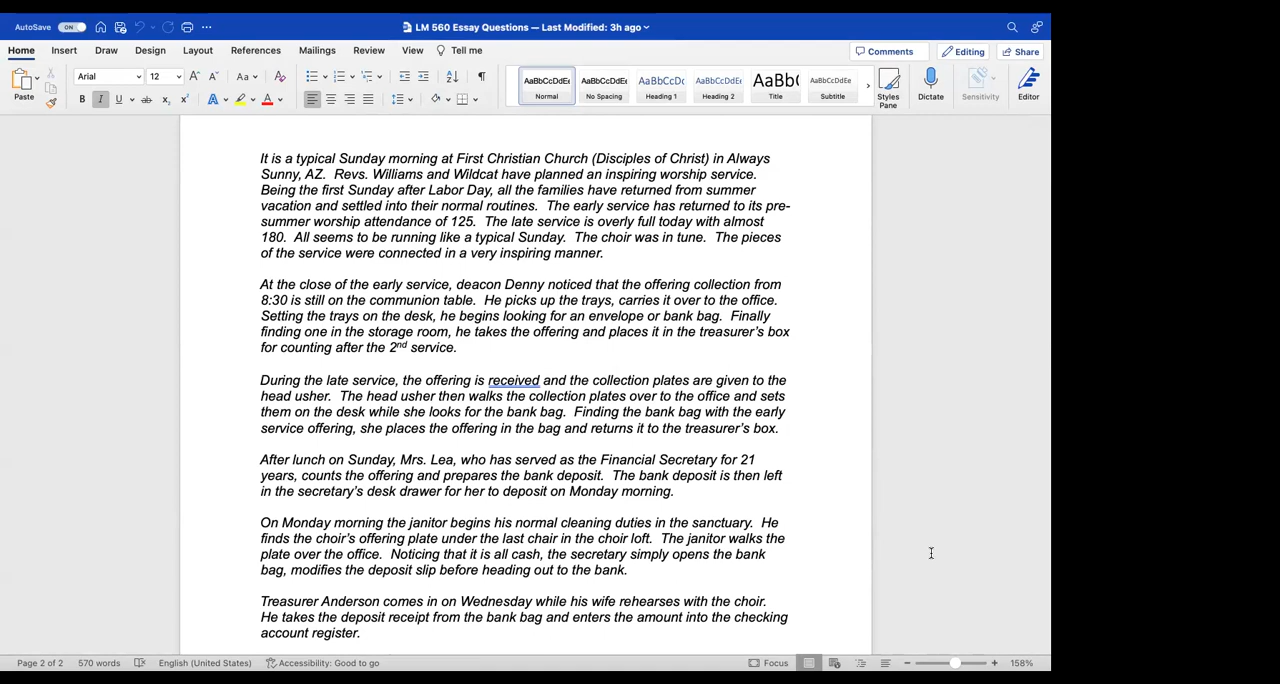 AutoSave ON LM 560 Essay Questions — Last Modified: 3h ago
Home Insert Draw Design Layout References Mailings Review View Tell me Comments Editing Share
Paste Arial 12 A A Aa A
B I U ab x₂ x² A A
AaBbCcDdEe AaBbCcDdEe AaBbCcDc AaBbCcDdEe AaBb( AaBbCcDdEe
Normal No Spacing Heading 1 Heading 2 Title Subtitle
Styles Pane Dictate Sensitivity Editor
It is a typical Sunday morning at First Christian Church (Disciples of Christ) in Always
Sunny, AZ. Revs. Williams and Wildcat have planned an inspiring worship service.
Being the first Sunday after Labor Day, all the families have returned from summer
vacation and settled into their normal routines. The early service has returned to its pre-
summer worship attendance of 125. The late service is overly full today with almost
180. All seems to be running like a typical Sunday. The choir was in tune. The pieces
of the service were connected in a very inspiring manner.
At the close of the early service, deacon Denny noticed that the offering collection from
8:30 is still on the communion table. He picks up the trays, carries it over to the office.
Setting the trays on the desk, he begins looking for an envelope or bank bag. Finally
finding one in the storage room, he takes the offering and places it in the treasurer's box
for counting after the 2nd service.
During the late service, the offering is received and the collection plates are given to the
head usher. The head usher then walks the collection plates over to the office and sets
them on the desk while she looks for the bank bag. Finding the bank bag with the early
service offering, she places the offering in the bag and returns it to the treasurer's box.
After lunch on Sunday, Mrs. Lea, who has served as the Financial Secretary for 21
years, counts the offering and prepares the bank deposit. The bank deposit is then left
in the secretary's desk drawer for her to deposit on Monday morning.
On Monday morning the janitor begins his normal cleaning duties in the sanctuary. He
finds the choir's offering plate under the last chair in the choir loft. The janitor walks the
plate over the office. Noticing that it is all cash, the secretary simply opens the bank
bag, modifies the deposit slip before heading out to the bank.
Treasurer Anderson comes in on Wednesday while his wife rehearses with the choir.
He takes the deposit receipt from the bank bag and enters the amount into the checking
account register.
Page 2 of 2 570 words English (United States) Accessibility: Good to go Focus 158%